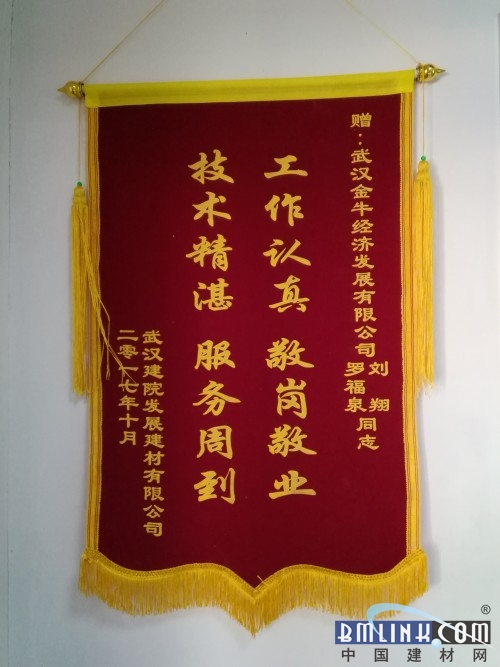 赠：武汉金牛经济发展有限公司
刘翔
罗福泉
同志
工作认真 敬岗敬业
技术精湛 服务周到
武汉建院发展建材有限公司
二零一七年十月
BMLINK.COM®
中国建材网